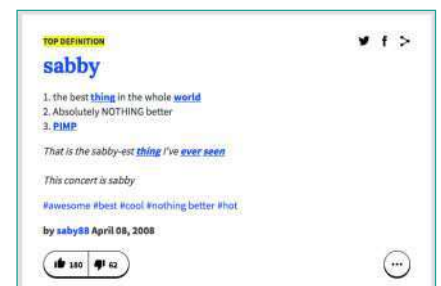 TOP DEFINITION
sabby
1. the best thing in the whole world
2. Absolutely NOTHING better
3. PIMP
That is the sabby-est thing I've ever seen
This concert is sabby
#awesome #best #cool #nothing better #hot
by saby88 April 08, 2008
180 62